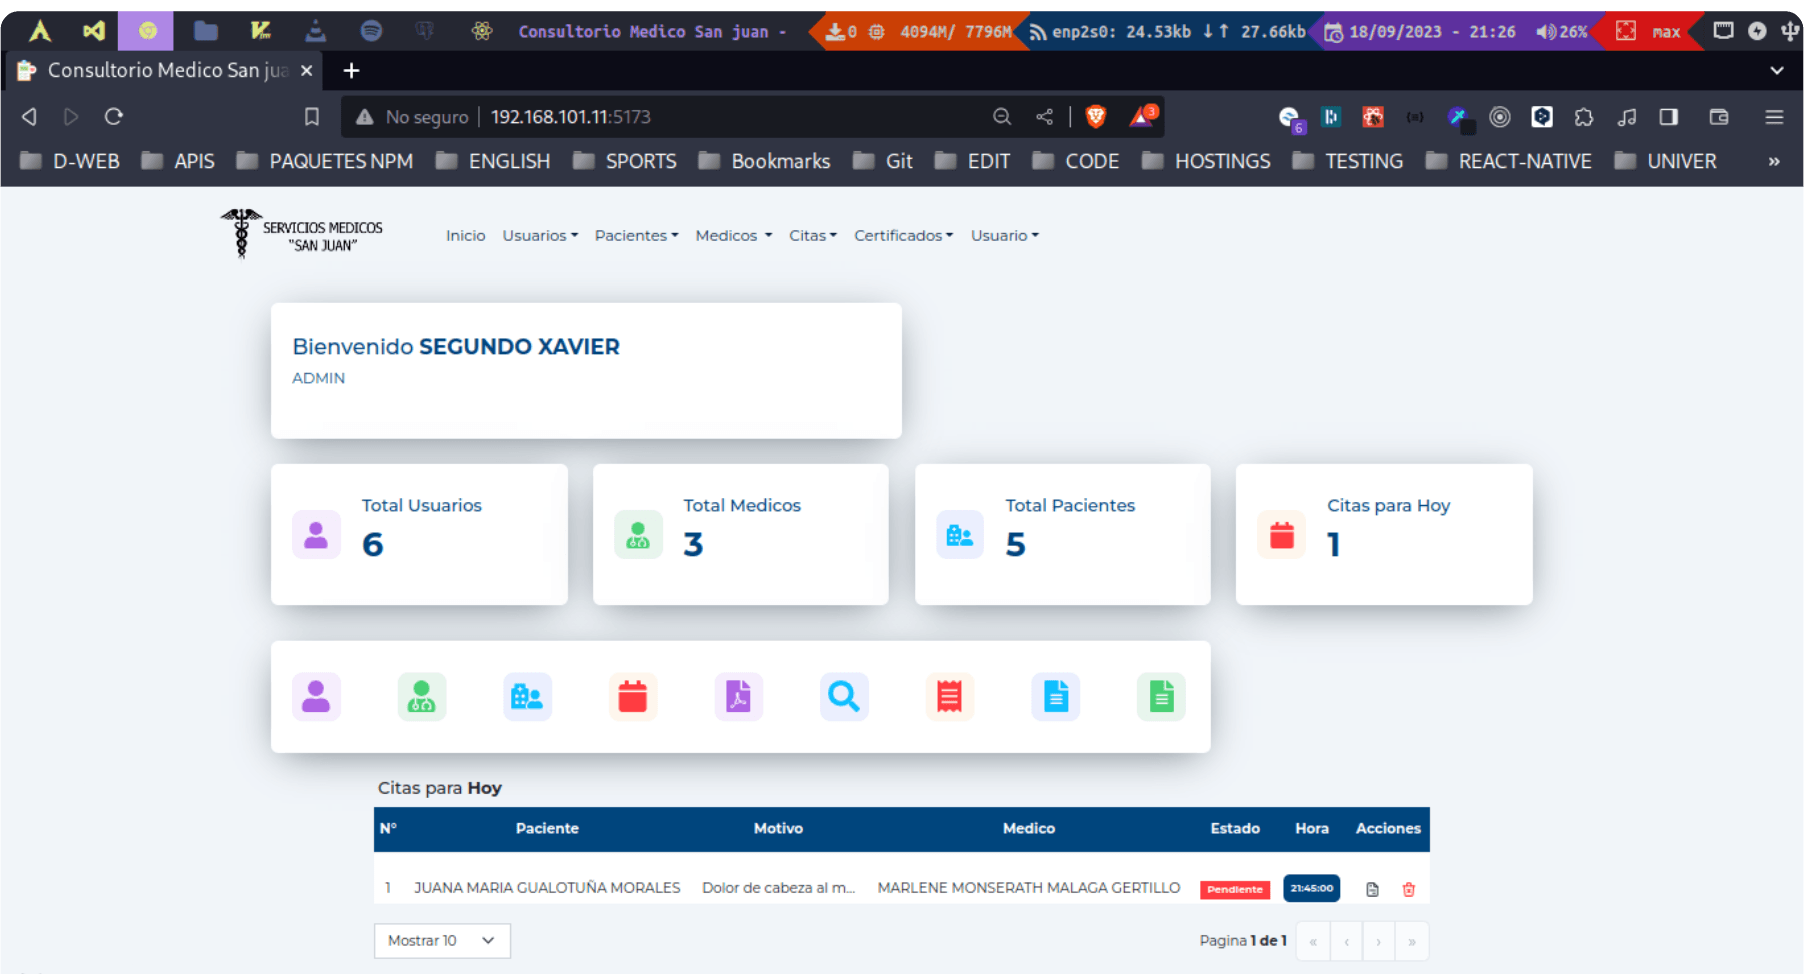 Consultorio Medico San juan -
0
4094M/ 7796M
enp2s0: 24.53kb ↓↑ 27.66kb
18/09/2023 - 21:26
26%
max
Consultorio Medico San jua
No seguro
192.168.101.11:5173
3
6
D-WEB
APIS
PAQUETES NPM
ENGLISH
SPORTS
Bookmarks
Git
EDIT
CODE
HOSTINGS
TESTING
REACT-NATIVE
UNIVER
»
SERVICIOS MEDICOS
"SAN JUAN"
Inicio
Usuarios
Pacientes
Medicos
Citas
Certificados
Usuario
Bienvenido SEGUNDO XAVIER
ADMIN
Total Usuarios
6
Total Medicos
3
Total Pacientes
5
Citas para Hoy
1
Citas para Hoy
N° Paciente Motivo Medico Estado Hora Acciones
1 JUANA MARIA GUALOTUÑA MORALES Dolor de cabeza al m... MARLENE MONSERATH MALAGA GERTILLO Pendiente 21:45:00
Mostrar 10
Pagina 1 de 1
« ‹ › »